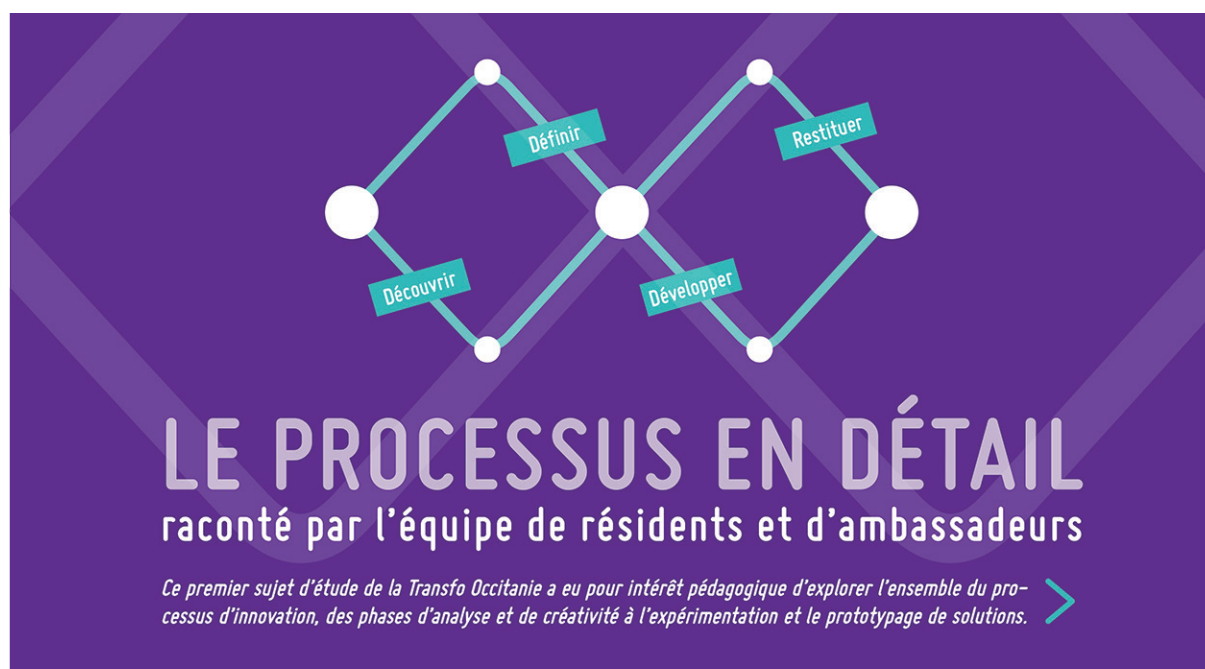 Définir
Restituer
Découvrir
Développer
LE PROCESSUS EN DÉTAIL
raconté par l'équipe de résidents et d'ambassadeurs
Ce premier sujet d'étude de la Transfo Occitanie a eu pour intérêt pédagogique d'explorer l'ensemble du pro-
cessus d'innovation, des phases d'analyse et de créativité à l'expérimentation et le prototypage de solutions.